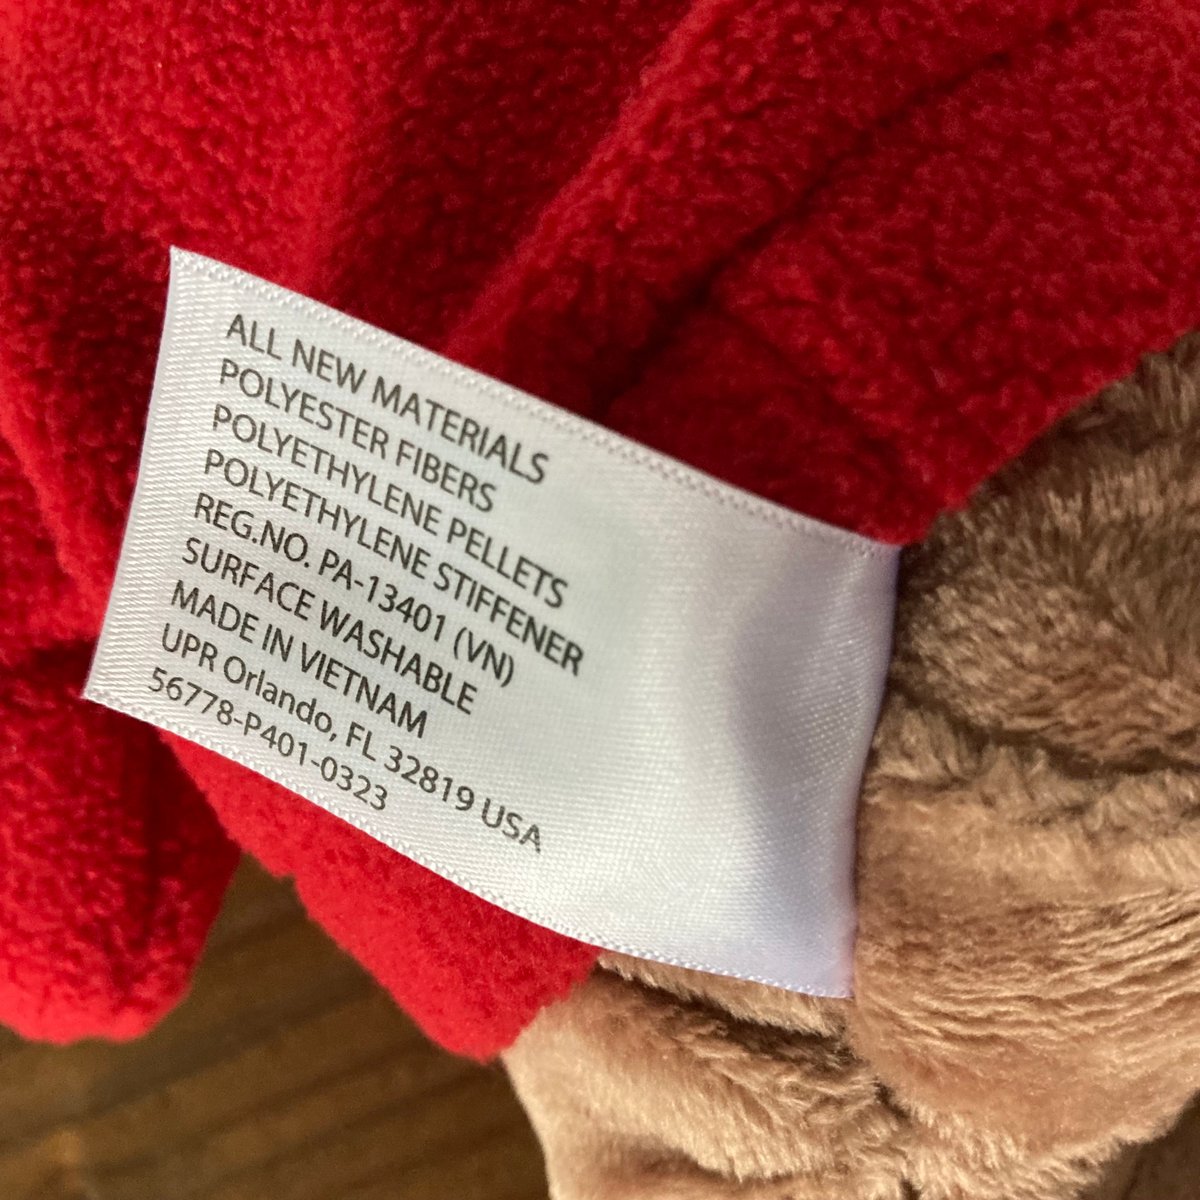 ALL NEW MATERIALS
POLYESTER FIBERS
POLYETHYLENE PELLETS
POLYETHYLENE STIFFENER
REG.NO. PA-13401 (VN)
SURFACE WASHABLE
MADE IN VIETNAM
UPR Orlando, FL 32819 USA
56778-P401-0323